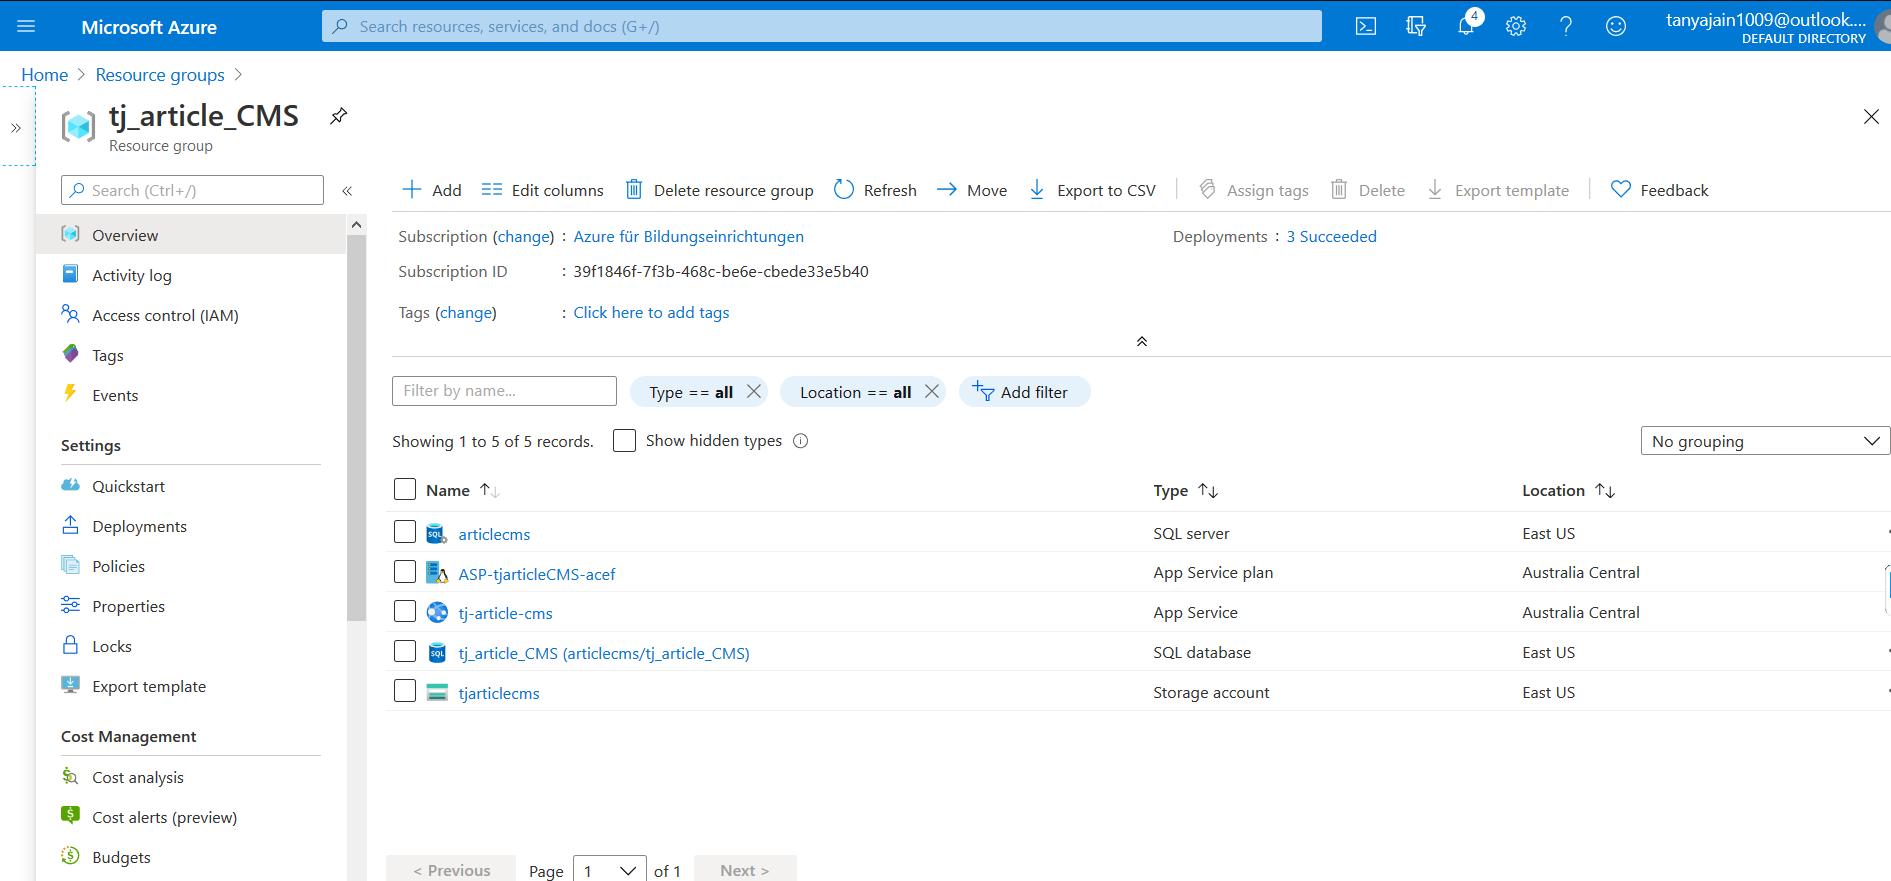 Microsoft Azure
Search resources, services, and docs (G+/)
4
tanyajain1009@outlook....
DEFAULT DIRECTORY
Home > Resource groups >
tj_article_CMS
Resource group
Search (Ctrl+/)
Add
Edit columns
Delete resource group
Refresh
Move
Export to CSV
Assign tags
Delete
Export template
Feedback
Overview
Activity log
Access control (IAM)
Tags
Events
Settings
Quickstart
Deployments
Policies
Properties
Locks
Export template
Cost Management
Cost analysis
Cost alerts (preview)
Budgets
Subscription (change) : Azure für Bildungseinrichtungen
Deployments : 3 Succeeded
Subscription ID : 39f1846f-7f3b-468c-be6e-cbede33e5b40
Tags (change) : Click here to add tags
Filter by name...
Type == all
Location == all
Add filter
Showing 1 to 5 of 5 records.
Show hidden types
No grouping
Name Type Location
articlecms SQL server East US
ASP-tjarticleCMS-acef App Service plan Australia Central
tj-article-cms App Service Australia Central
tj_article_CMS (articlecms/tj_article_CMS) SQL database East US
tjarticlecms Storage account East US
< Previous Page 1 of 1 Next >